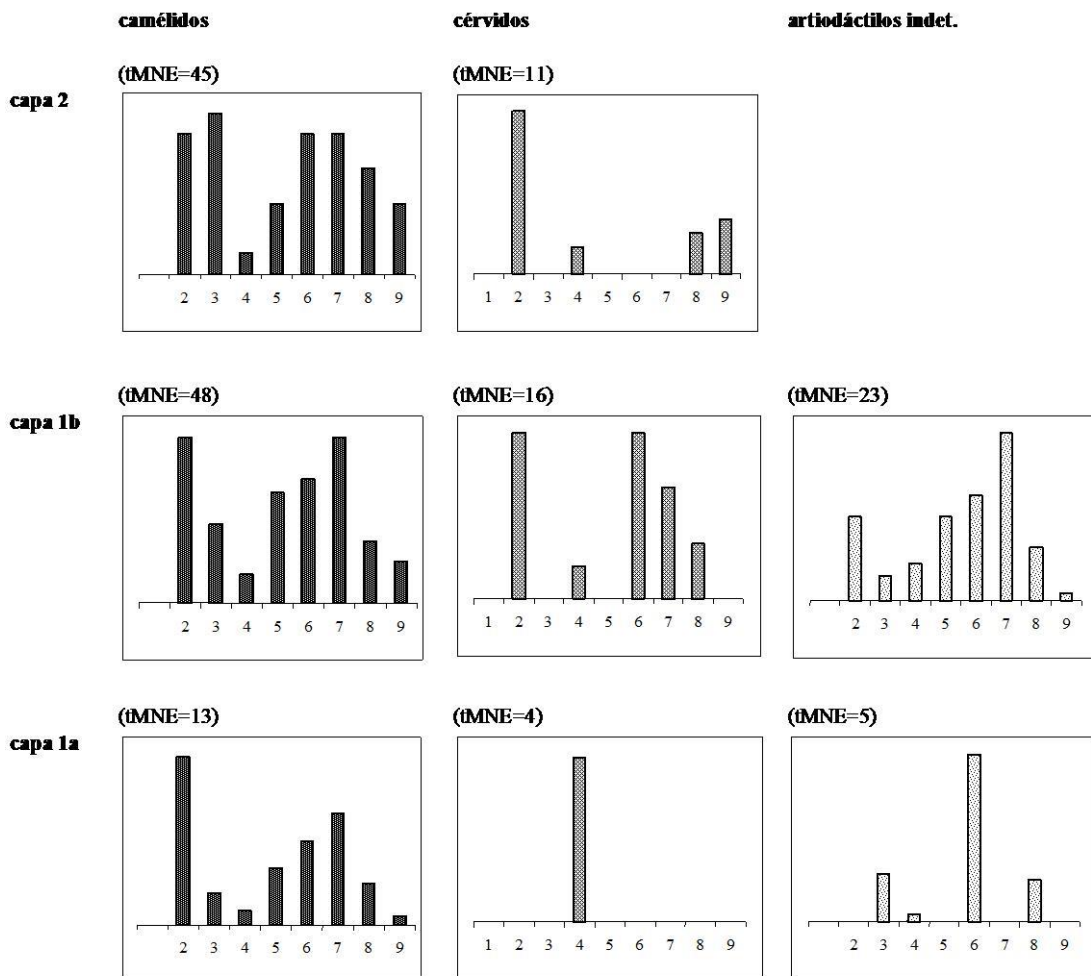 camélidos cérvidos artiodáctilos indet.
(tMNE=45) (tMNE=11)
capa 2
2 3 4 5 6 7 8 9 1 2 3 4 5 6 7 8 9
(tMNE=48) (tMNE=16) (tMNE=23)
capa 1b
2 3 4 5 6 7 8 9 1 2 3 4 5 6 7 8 9 2 3 4 5 6 7 8 9
(tMNE=13) (tMNE=4) (tMNE=5)
capa 1a
2 3 4 5 6 7 8 9 1 2 3 4 5 6 7 8 9 2 3 4 5 6 7 8 9